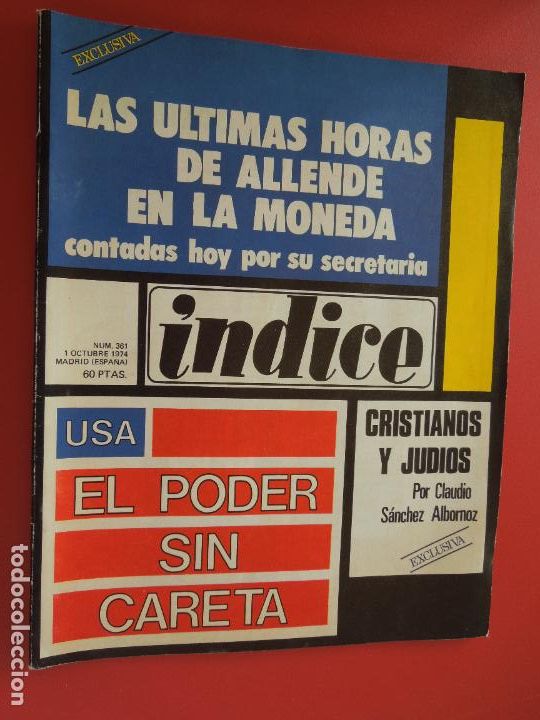 EXCLUSIVA
LAS ULTIMAS HORAS
DE ALLENDE
EN LA MONEDA
contadas hoy por su secretaria
NUM. 361
1 OCTUBRE 1974
MADRID (ESPAÑA)
60 PTAS.
índice
USA
EL PODER
SIN
CARETA
CRISTIANOS
Y JUDIOS
Por Claudio
Sánchez Albornoz
EXCLUSIVA
todocoleccion